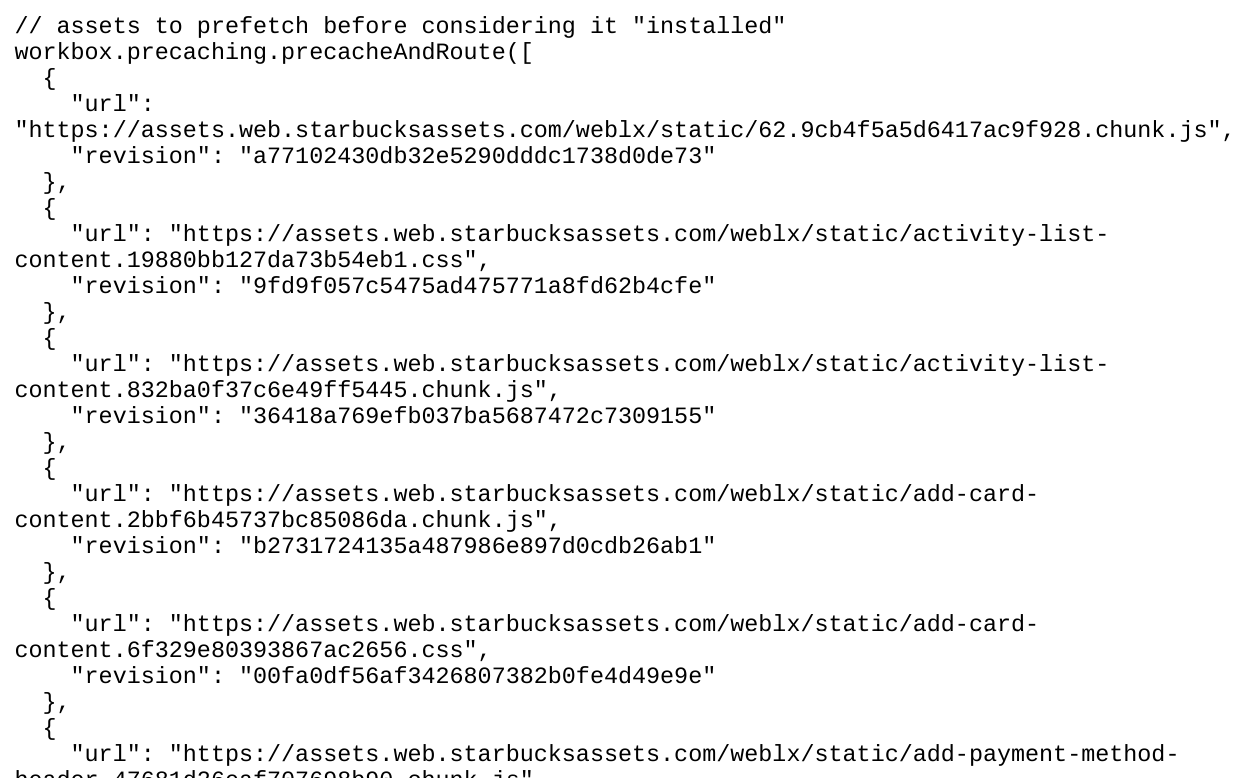 // assets to prefetch before considering it "installed"
workbox.precaching.precacheAndRoute([
  {
    "url":
"https://assets.web.starbucksassets.com/weblx/static/62.9cb4f5a5d6417ac9f928.chunk.js",
    "revision": "a77102430db32e5290dddc1738d0de73"
  },
  {
    "url": "https://assets.web.starbucksassets.com/weblx/static/activity-list-
content.19880bb127da73b54eb1.css",
    "revision": "9fd9f057c5475ad475771a8fd62b4cfe"
  },
  {
    "url": "https://assets.web.starbucksassets.com/weblx/static/activity-list-
content.832ba0f37c6e49ff5445.chunk.js",
    "revision": "36418a769efb037ba5687472c7309155"
  },
  {
    "url": "https://assets.web.starbucksassets.com/weblx/static/add-card-
content.2bbf6b45737bc85086da.chunk.js",
    "revision": "b2731724135a487986e897d0cdb26ab1"
  },
  {
    "url": "https://assets.web.starbucksassets.com/weblx/static/add-card-
content.6f329e80393867ac2656.css",
    "revision": "00fa0df56af3426807382b0fe4d49e9e"
  },
  {
    "url": "https://assets.web.starbucksassets.com/weblx/static/add-payment-method-